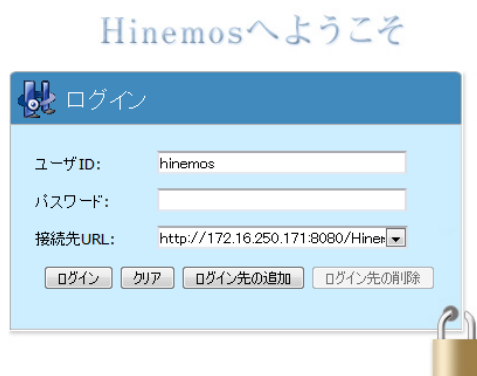 Hinemosへようこそ
ログイン
ユーザID: hinemos
パスワード:
接続先URL: http://172.16.250.171:8080/Hiner
ログイン クリア ログイン先の追加 ログイン先の削除